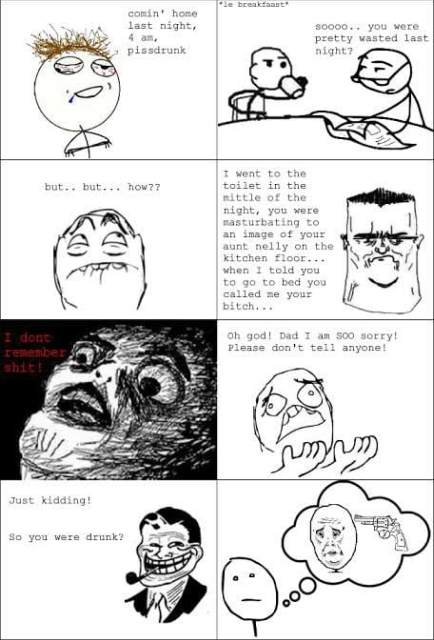 comin' home
last night,
4 am,
pissdrunk
*le breakfaast*
soooo.. you were
pretty wasted last
night?
but.. but... how??
I went to the
toilet in the
mittle of the
night, you were
masturbating to
an image of your
aunt nelly on the
kitchen floor...
when I told you
to go to bed you
called me your
bitch...
I dont
remember
shit!
Oh god! Dad I am SOO sorry!
Please don't tell anyone!
Just kidding!
So you were drunk?